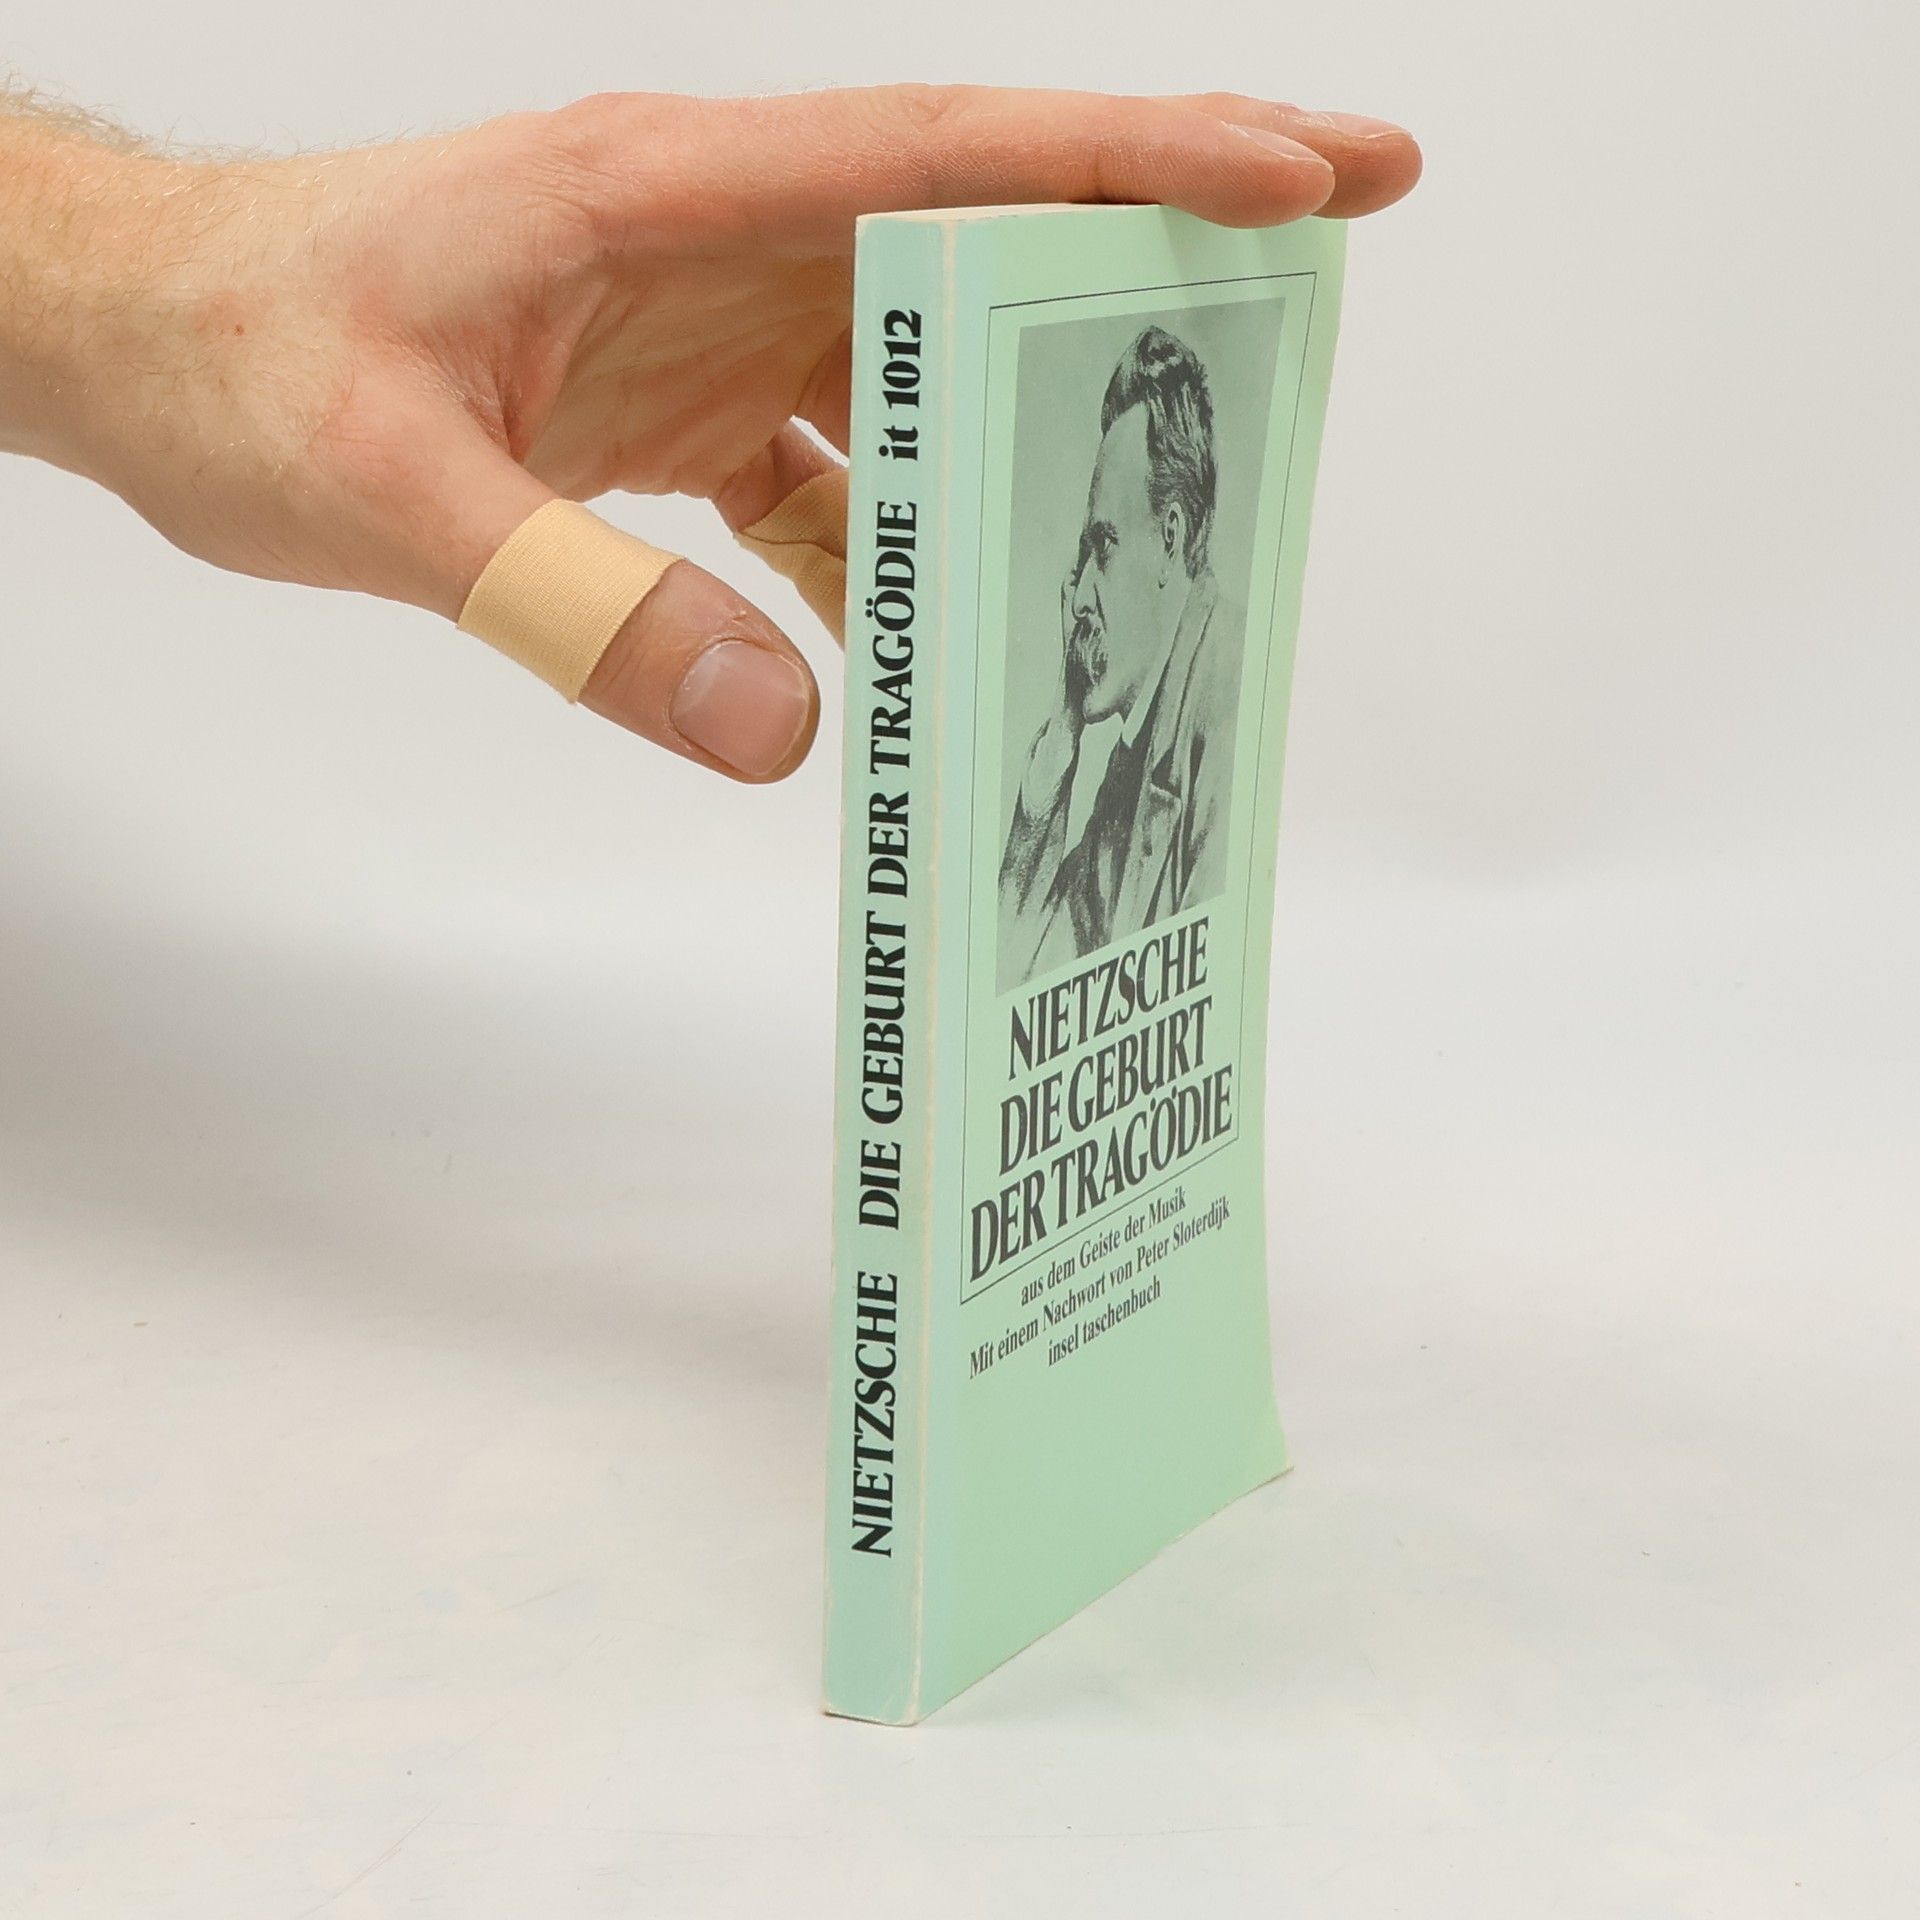 NIETZSCHE DIE GEBURT DER TRAGÖDIE it 1012
NIETZSCHE
DIE GEBURT
DER TRAGÖDIE
aus dem Geiste der Musik
Mit einem Nachwort von Peter Sloterdijk
insel taschenbuch